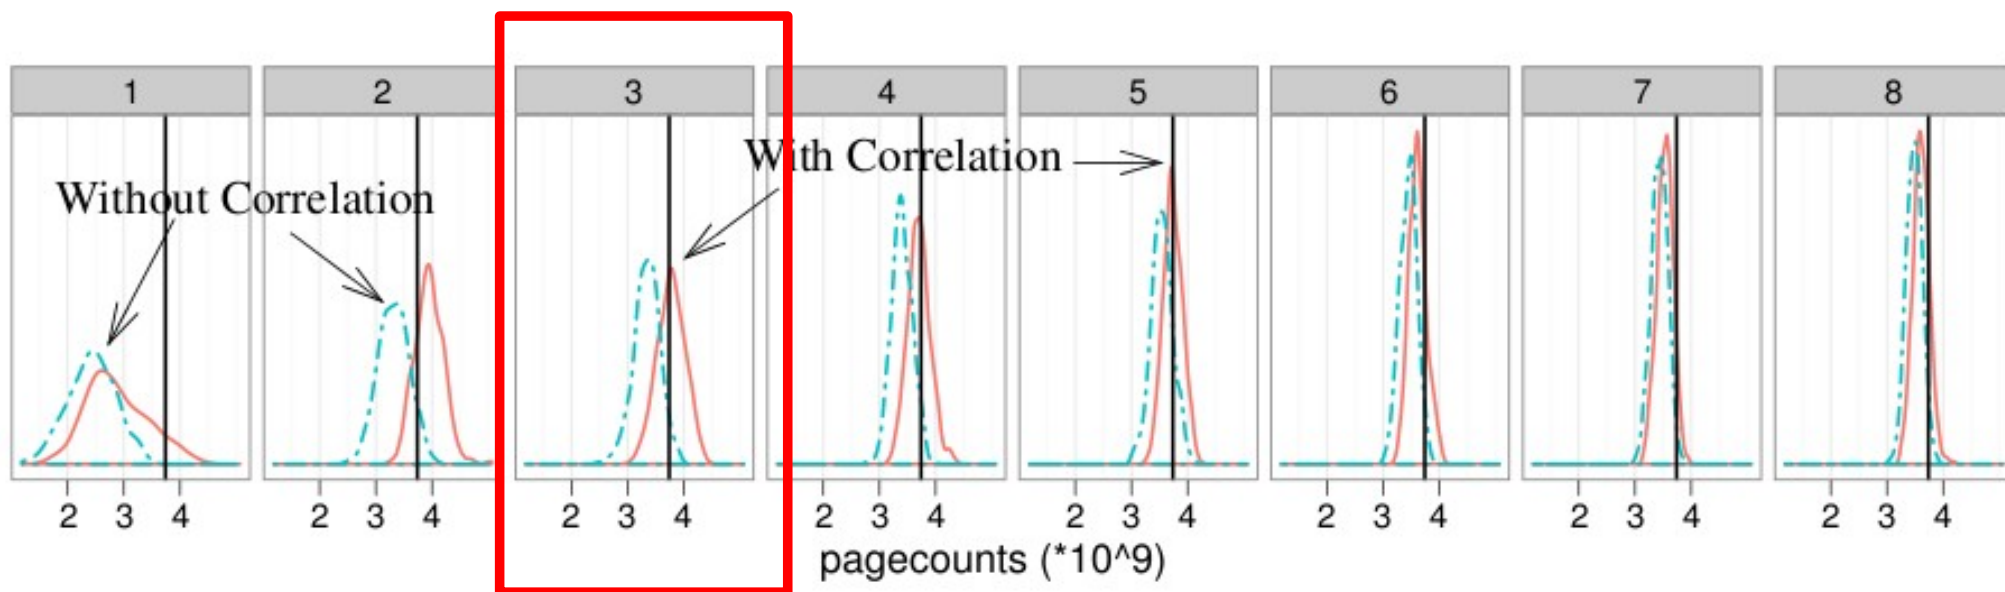 1 2 3 4 5 6 7 8
With Correlation
Without Correlation
2 3 4 2 3 4 2 3 4 2 3 4 2 3 4 2 3 4 2 3 4 2 3 4
pagecounts (*10^9)